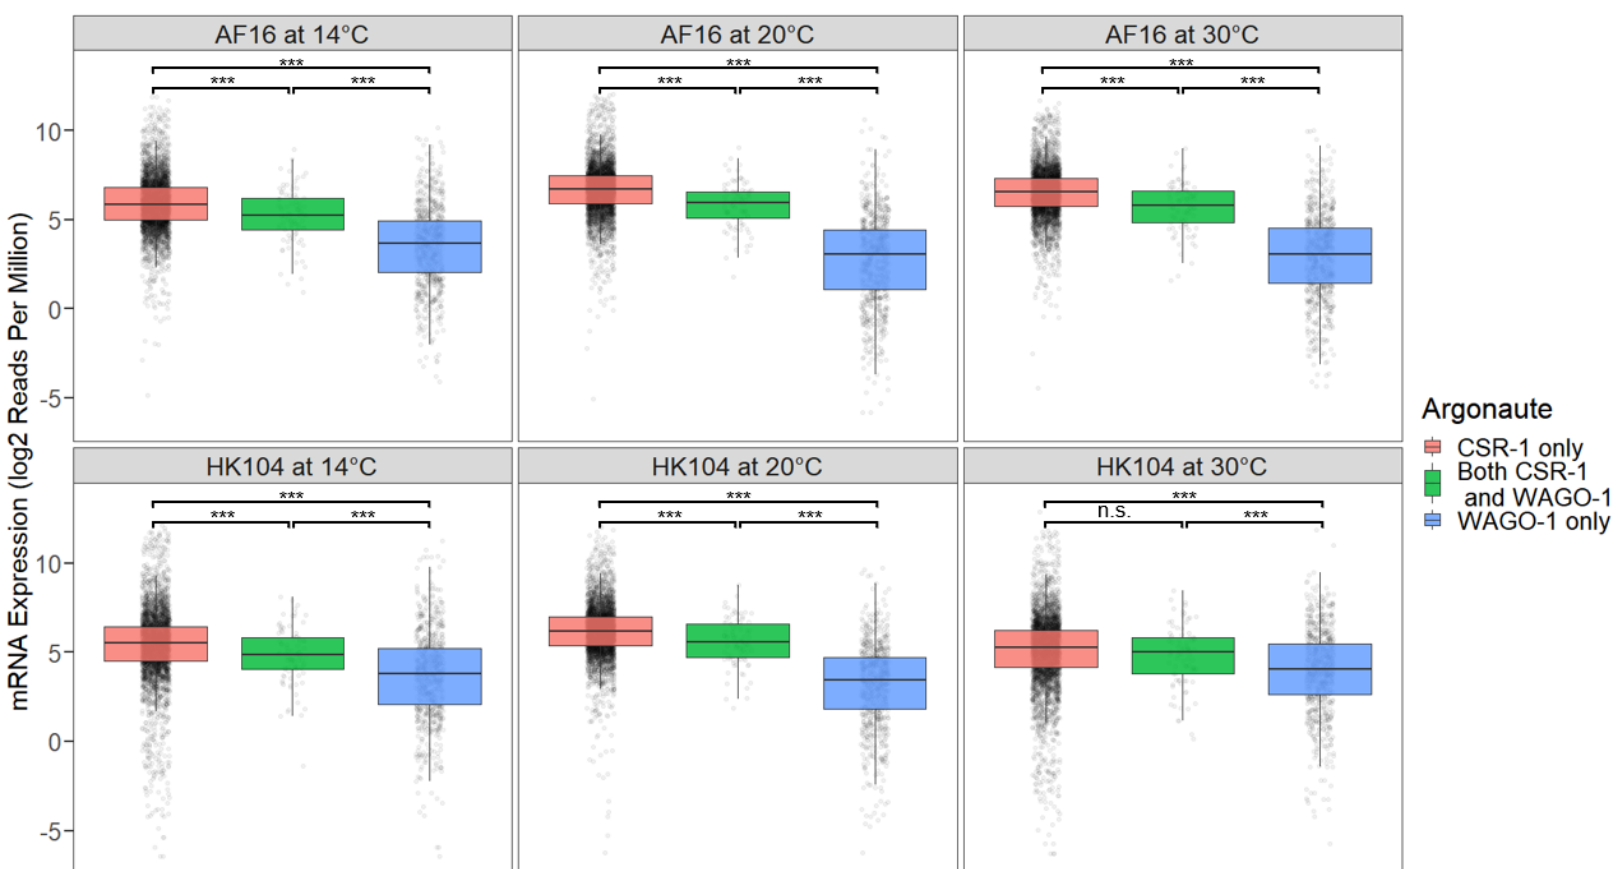 AF16 at 14°C
AF16 at 20°C
AF16 at 30°C
***
***
***
***
***
***
***
***
***
10
5
0
-5
mRNA Expression (log2 Reads Per Million)
HK104 at 14°C
HK104 at 20°C
HK104 at 30°C
***
***
***
***
***
***
***
n.s.
***
10
5
0
-5
Argonaute
CSR-1 only
Both CSR-1
and WAGO-1
WAGO-1 only